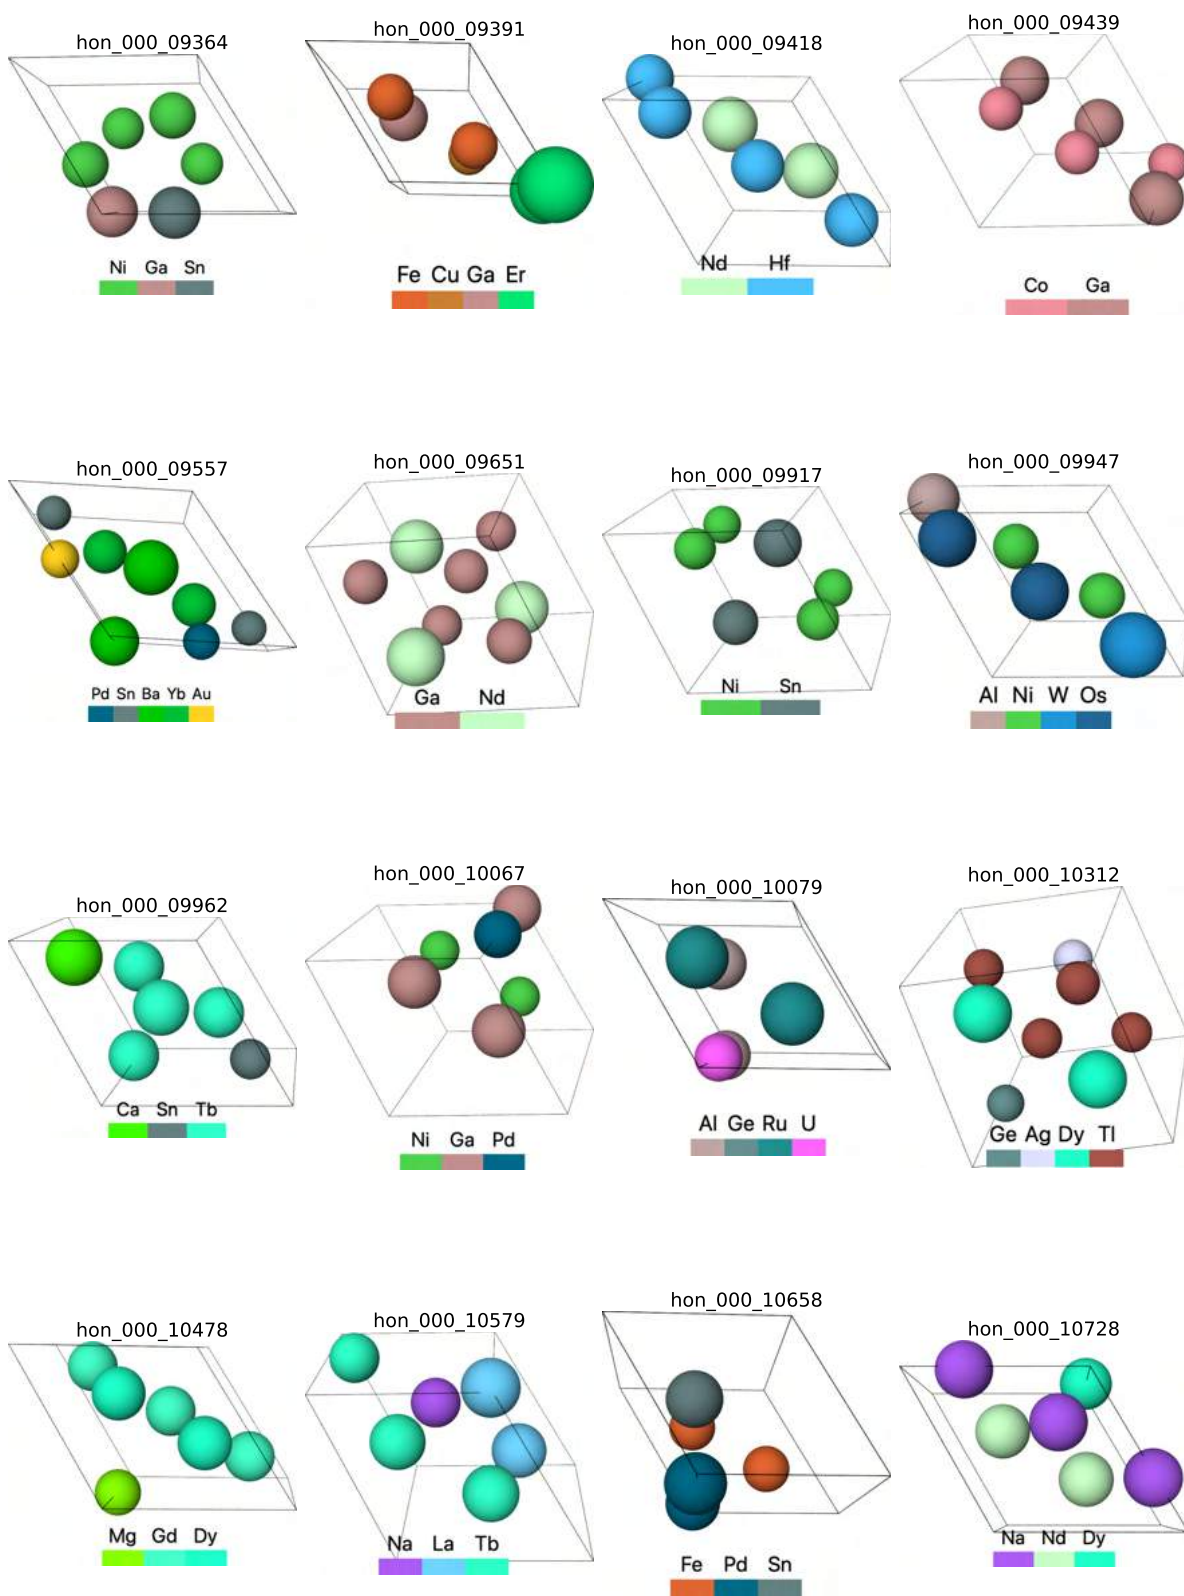 hon_000_09364
hon_000_09391
hon_000_09418
hon_000_09439
Ni Ga Sn
Fe Cu Ga Er
Nd Hf
Co Ga
hon_000_09557
hon_000_09651
hon_000_09917
hon_000_09947
Pd Sn Ba Yb Au
Ga Nd
Ni Sn
Al Ni W Os
hon_000_09962
hon_000_10067
hon_000_10079
hon_000_10312
Ca Sn Tb
Ni Ga Pd
Al Ge Ru U
Ge Ag Dy Tl
hon_000_10478
hon_000_10579
hon_000_10658
hon_000_10728
Mg Gd Dy
Na La Tb
Fe Pd Sn
Na Nd Dy